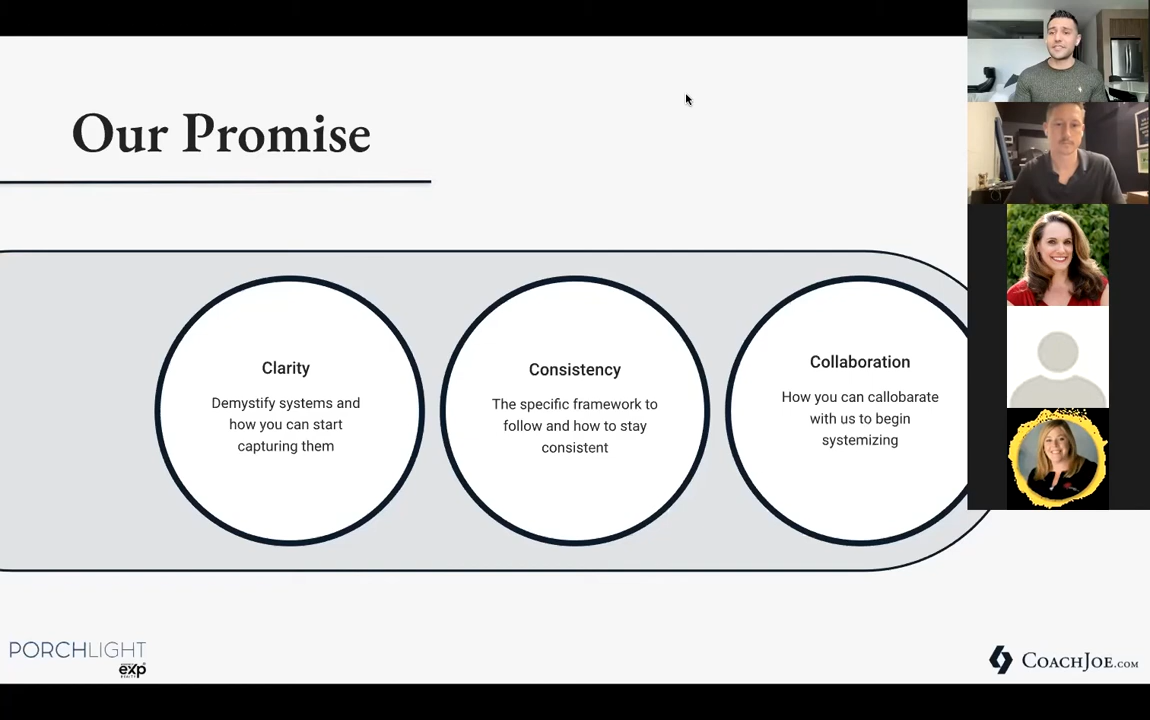 Our Promise
Clarity
Demystify systems and
how you can start
capturing them
Consistency
The specific framework to
follow and how to stay
consistent
Collaboration
How you can callobarate
with us to begin
systemizing
PORCHLIGHT
exp
REALTY
COACHJOE.COM